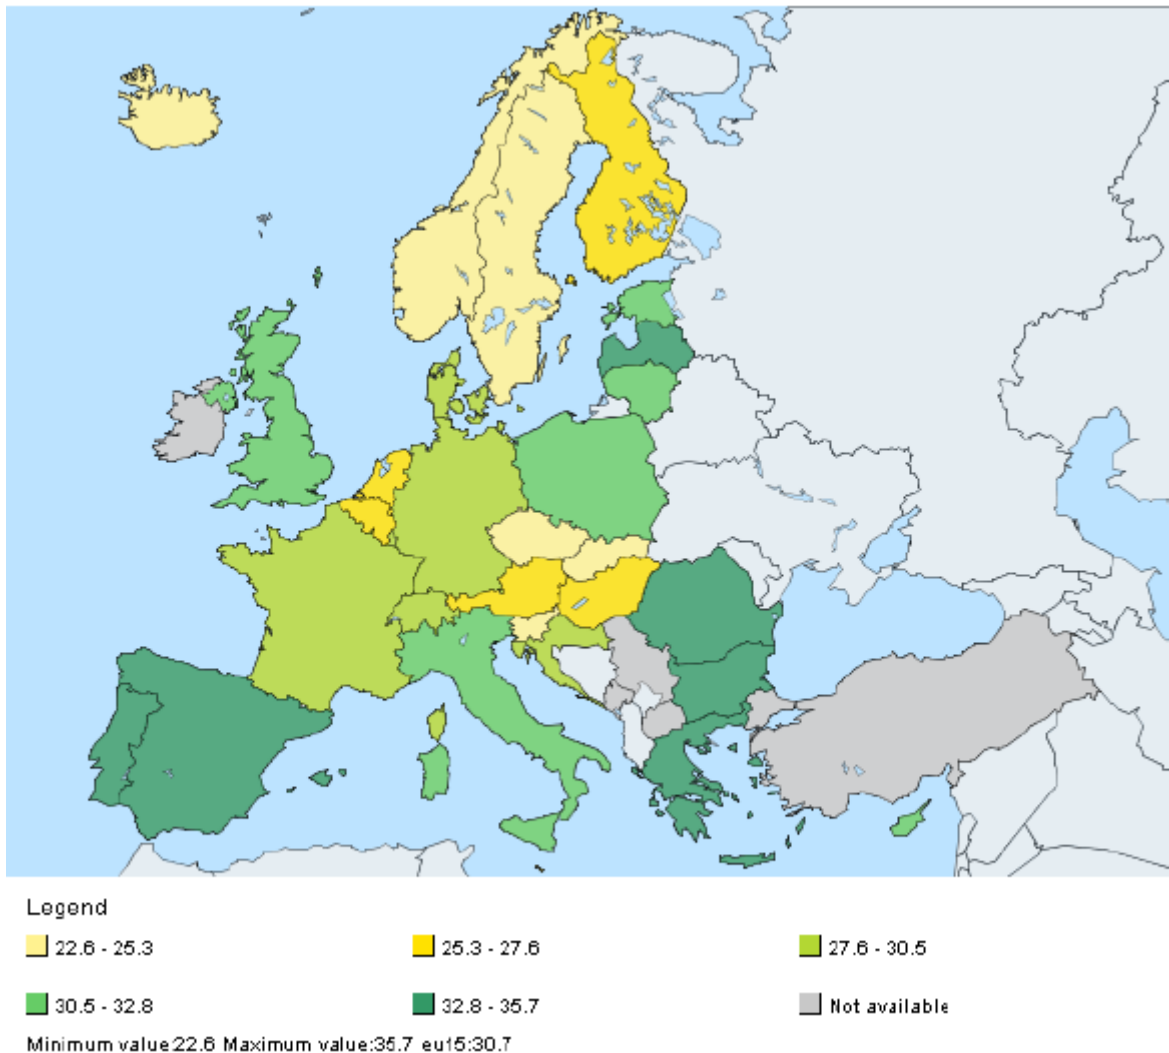 Legend
22.6 - 25.3 25.3 - 27.6 27.6 - 30.5
30.5 - 32.8 32.8 - 35.7 Not available
Minimum value:22.6 Maximum value:35.7 eu15:30.7